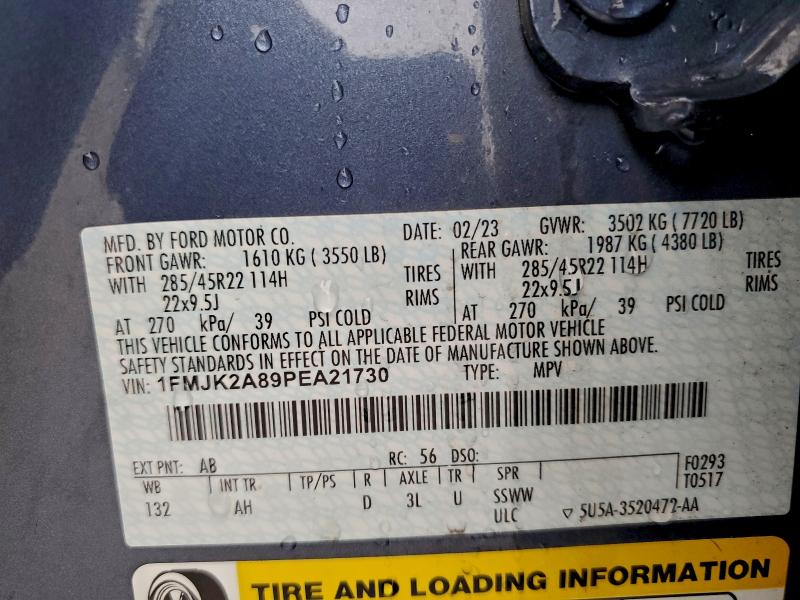 MFD. BY FORD MOTOR CO. DATE: 02/23 GVWR: 3502 KG ( 7720 LB)
FRONT GAWR: 1610 KG ( 3550 LB) REAR GAWR: 1987 KG ( 4380 LB)
WITH 285/45R22 114H TIRES WITH 285/45R22 114H TIRES
22x9.5J RIMS 22x9.5J RIMS
AT 270 kPa/ 39 PSI COLD AT 270 kPa/ 39 PSI COLD
THIS VEHICLE CONFORMS TO ALL APPLICABLE FEDERAL MOTOR VEHICLE
SAFETY STANDARDS IN EFFECT ON THE DATE OF MANUFACTURE SHOWN ABOVE.
VIN: 1FMJK2A89PEA21730 TYPE: MPV
EXT PNT: AB RC: 56 DSO: F0293
WB INT TR TP/PS R AXLE TR SPR T0517
132 AH D 3L U SSWW
ULC ▽ 5U5A-3520472-AA
TIRE AND LOADING INFORMATION